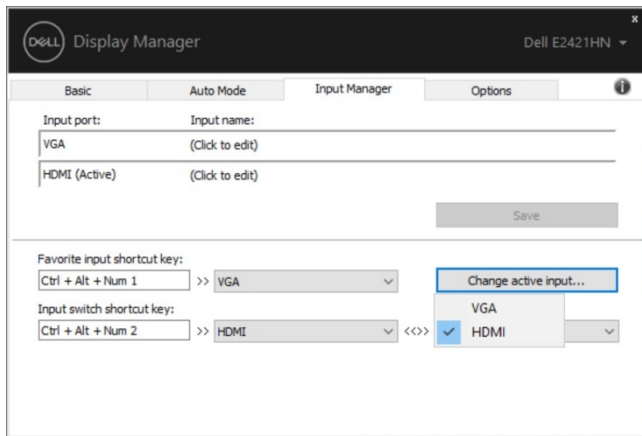 x
DELL Display Manager Dell E2421HN
Basic Auto Mode Input Manager Options i
Input port: Input name:
VGA (Click to edit)
HDMI (Active) (Click to edit)
Save
Favorite input shortcut key:
Ctrl + Alt + Num 1 >> VGA Change active input...
Input switch shortcut key:
VGA
Ctrl + Alt + Num 2 >> HDMI <<>> HDMI